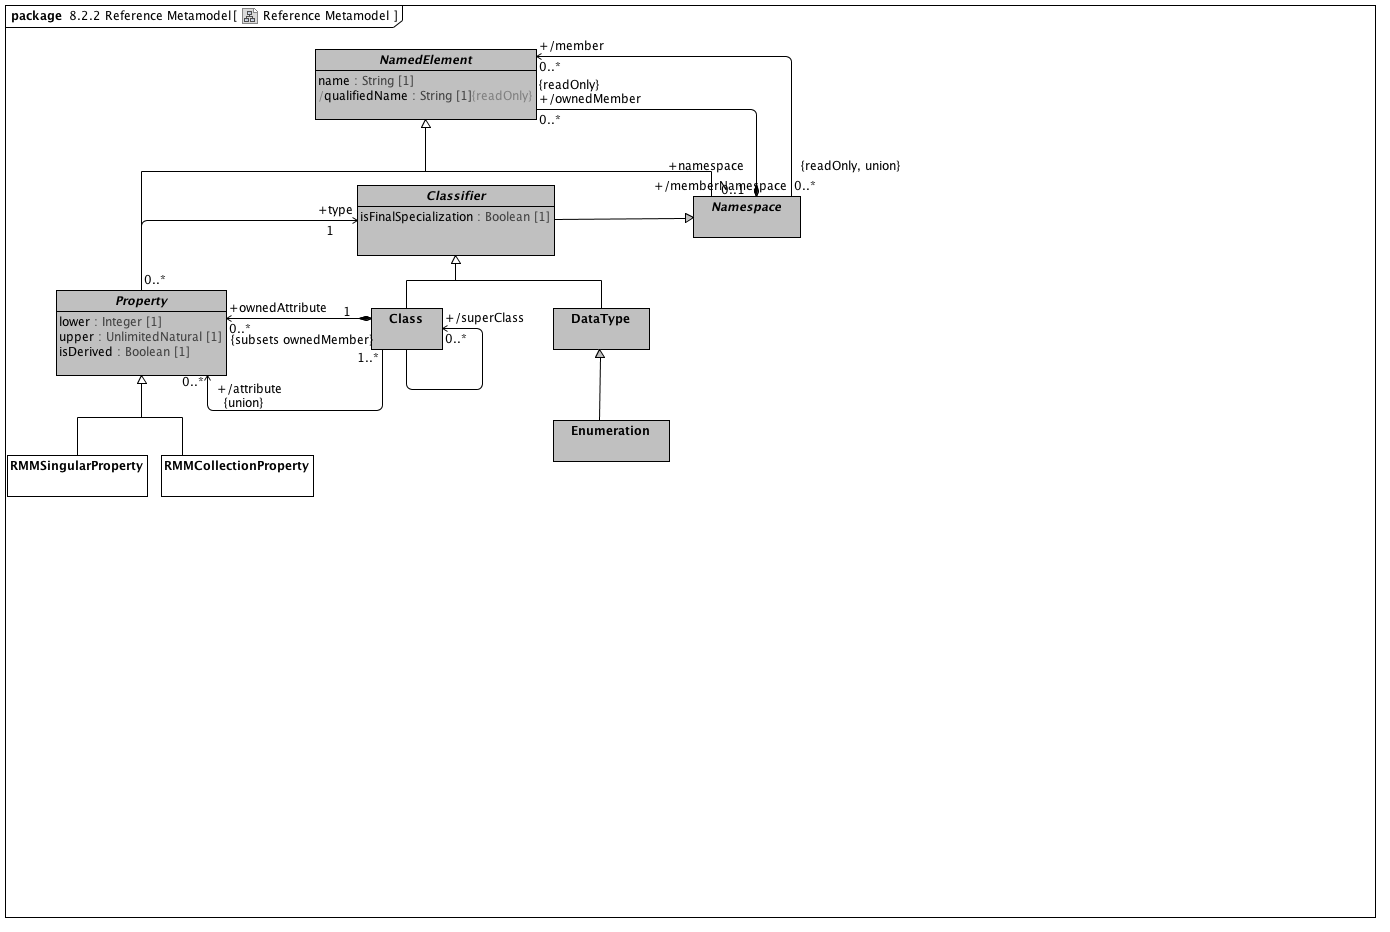 package 8.2.2 Reference Metamodel[ Reference Metamodel ]
+/member
NamedElement
0..*
name : String [1]
{readOnly}
/qualifiedName : String [1]{readOnly}
+/ownedMember
0..*
+namespace
{readOnly, union}
+/memberNamespace
0..*
0..1
Classifier
Namespace
+type
isFinalSpecialization : Boolean [1]
1
0..*
Property
+ownedAttribute
1
Class
+/superClass
DataType
lower : Integer [1]
0..*
upper : UnlimitedNatural [1]
{subsets ownedMember}
0..*
isDerived : Boolean [1]
1..*
0..*
+/attribute
{union}
Enumeration
RMMSingularProperty
RMMCollectionProperty